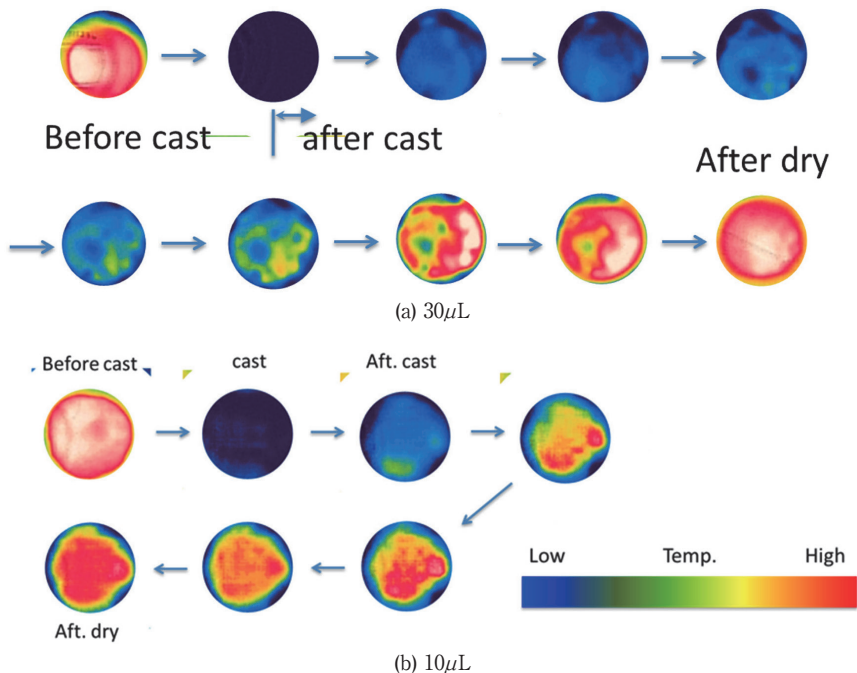 Before cast
after cast
After dry
(a) 30μL
Before cast
cast
Aft. cast
Aft. dry
Low Temp. High
(b) 10μL